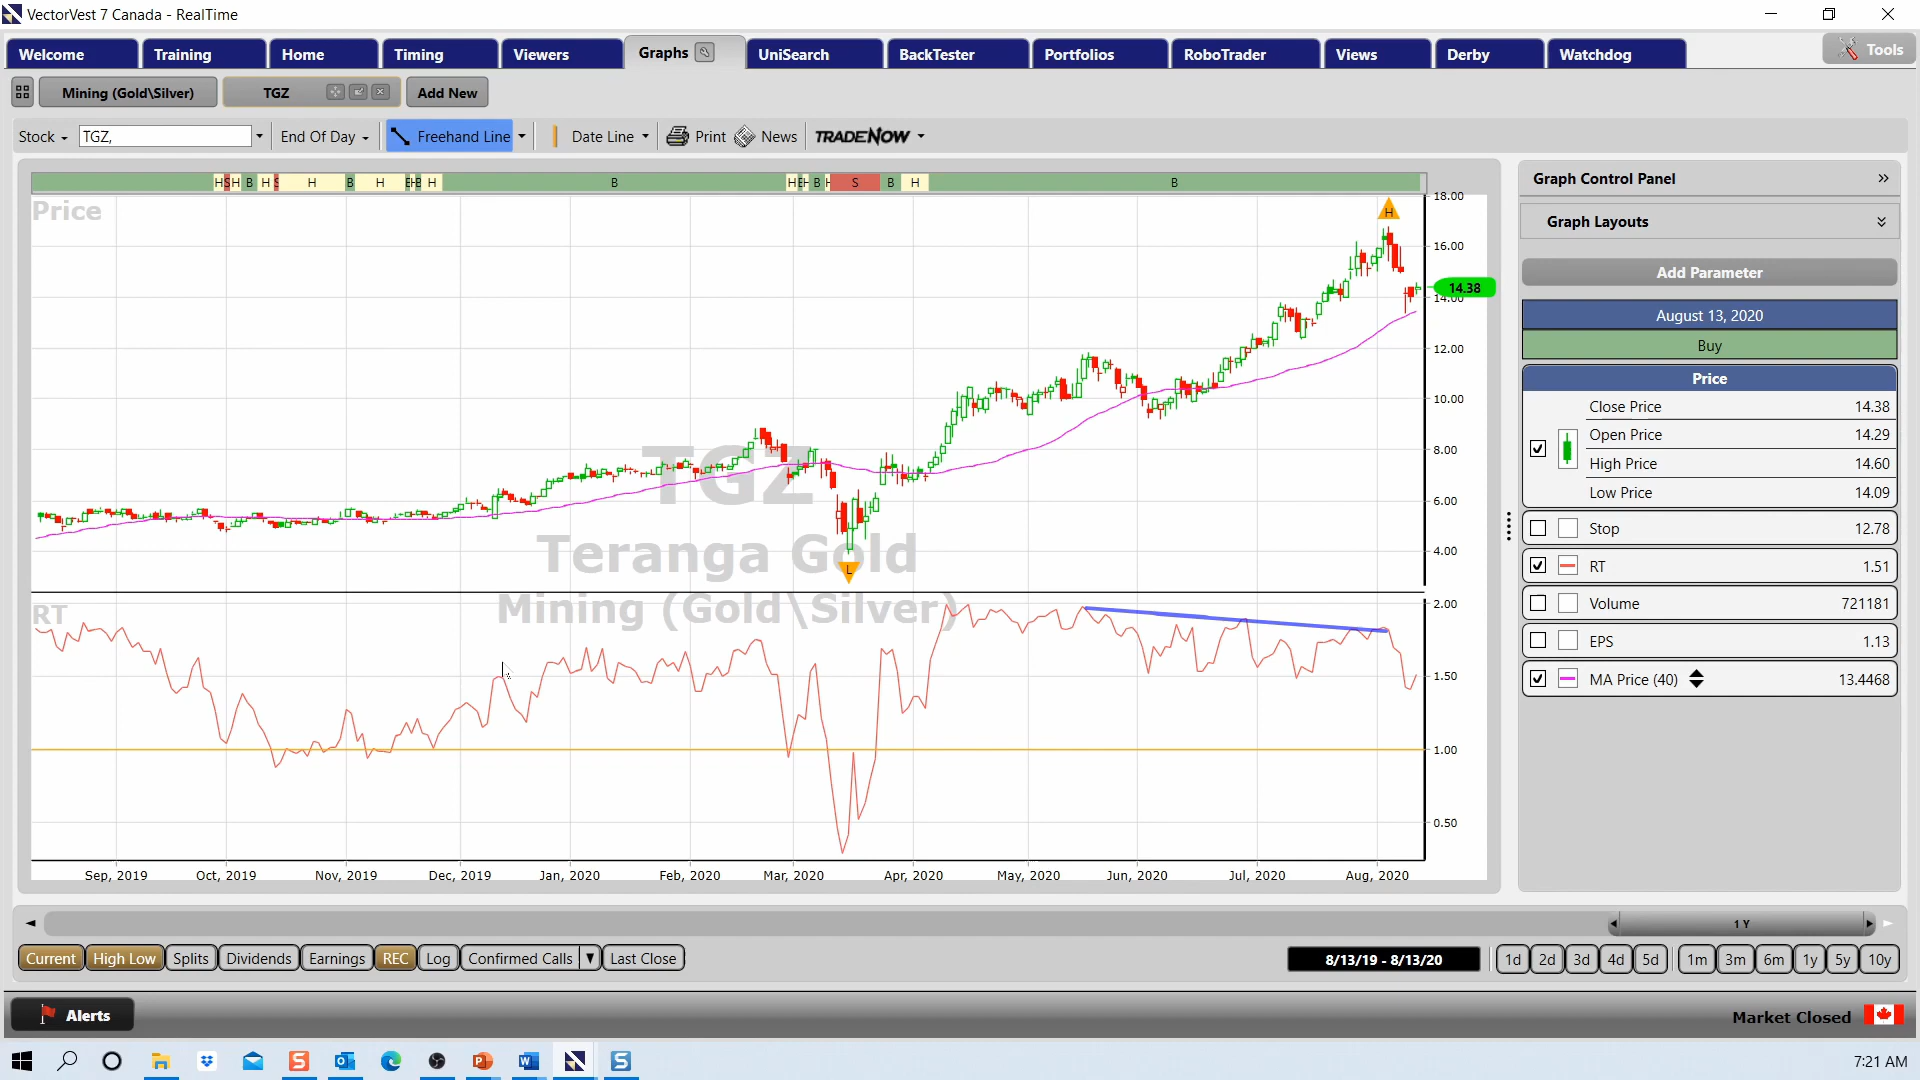 VectorVest 7 Canada - RealTime
Welcome Training Home Timing Viewers Graphs UniSearch BackTester Portfolios RoboTrader Views Derby Watchdog Tools
Mining (Gold\Silver) TGZ Add New
Stock TGZ, End Of Day Freehand Line Date Line Print News TRADENOW
H S H B H S H B H B H B H B S B H B
Price
18.00
16.00
14.38
14.00
12.00
10.00
8.00
6.00
4.00
H
L
TGZ
Teranga Gold
Mining (Gold\Silver)
RT
2.00
1.50
1.00
0.50
Sep, 2019 Oct, 2019 Nov, 2019 Dec, 2019 Jan, 2020 Feb, 2020 Mar, 2020 Apr, 2020 May, 2020 Jun, 2020 Jul, 2020 Aug, 2020
Graph Control Panel
Graph Layouts
Add Parameter
August 13, 2020
Buy
Price
Close Price 14.38
Open Price 14.29
High Price 14.60
Low Price 14.09
Stop 12.78
RT 1.51
Volume 721181
EPS 1.13
MA Price (40) 13.4468
1 Y
Current High Low Splits Dividends Earnings REC Log Confirmed Calls Last Close 8/13/19 - 8/13/20 1d 2d 3d 4d 5d 1m 3m 6m 1y 5y 10y
Alerts Market Closed
7:21 AM